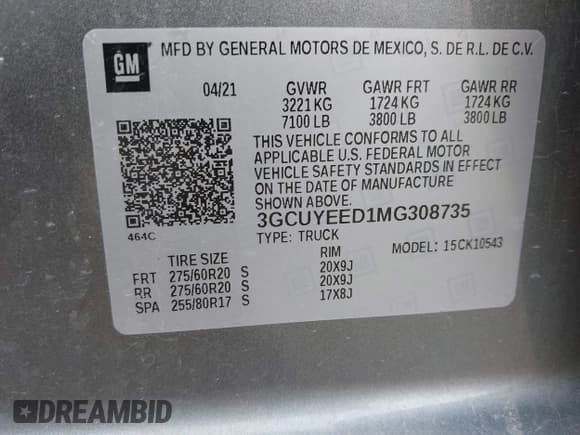 GM MFD BY GENERAL MOTORS DE MEXICO, S. DE R.L. DE C.V.
04/21 GVWR GAWR FRT GAWR RR
3221 KG 1724 KG 1724 KG
7100 LB 3800 LB 3800 LB
THIS VEHICLE CONFORMS TO ALL
APPLICABLE U.S. FEDERAL MOTOR
VEHICLE SAFETY STANDARDS IN EFFECT
ON THE DATE OF MANUFACTURE
SHOWN ABOVE.
3GCUYEED1MG308735
464C
TYPE: TRUCK MODEL: 15CK10543
TIRE SIZE RIM
FRT 275/60R20 S 20X9J
RR 275/60R20 S 20X9J
SPA 255/80R17 S 17X8J
DREAMBID